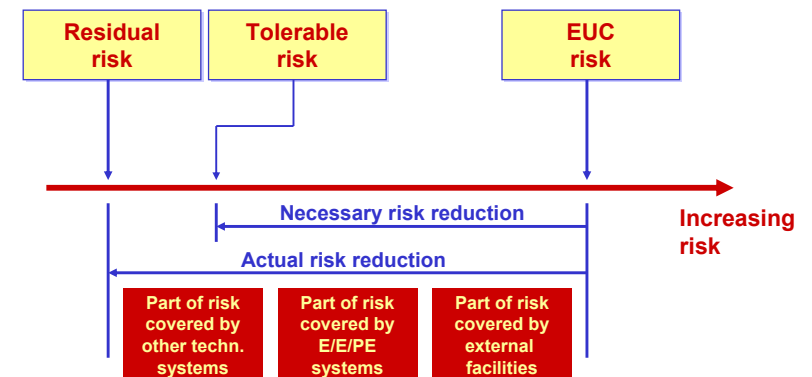 Residual
risk
Tolerable
risk
EUC
risk
Increasing
risk
Necessary risk reduction
Actual risk reduction
Part of risk
covered by
other techn.
systems
Part of risk
covered by
E/E/PE
systems
Part of risk
covered by
external
facilities